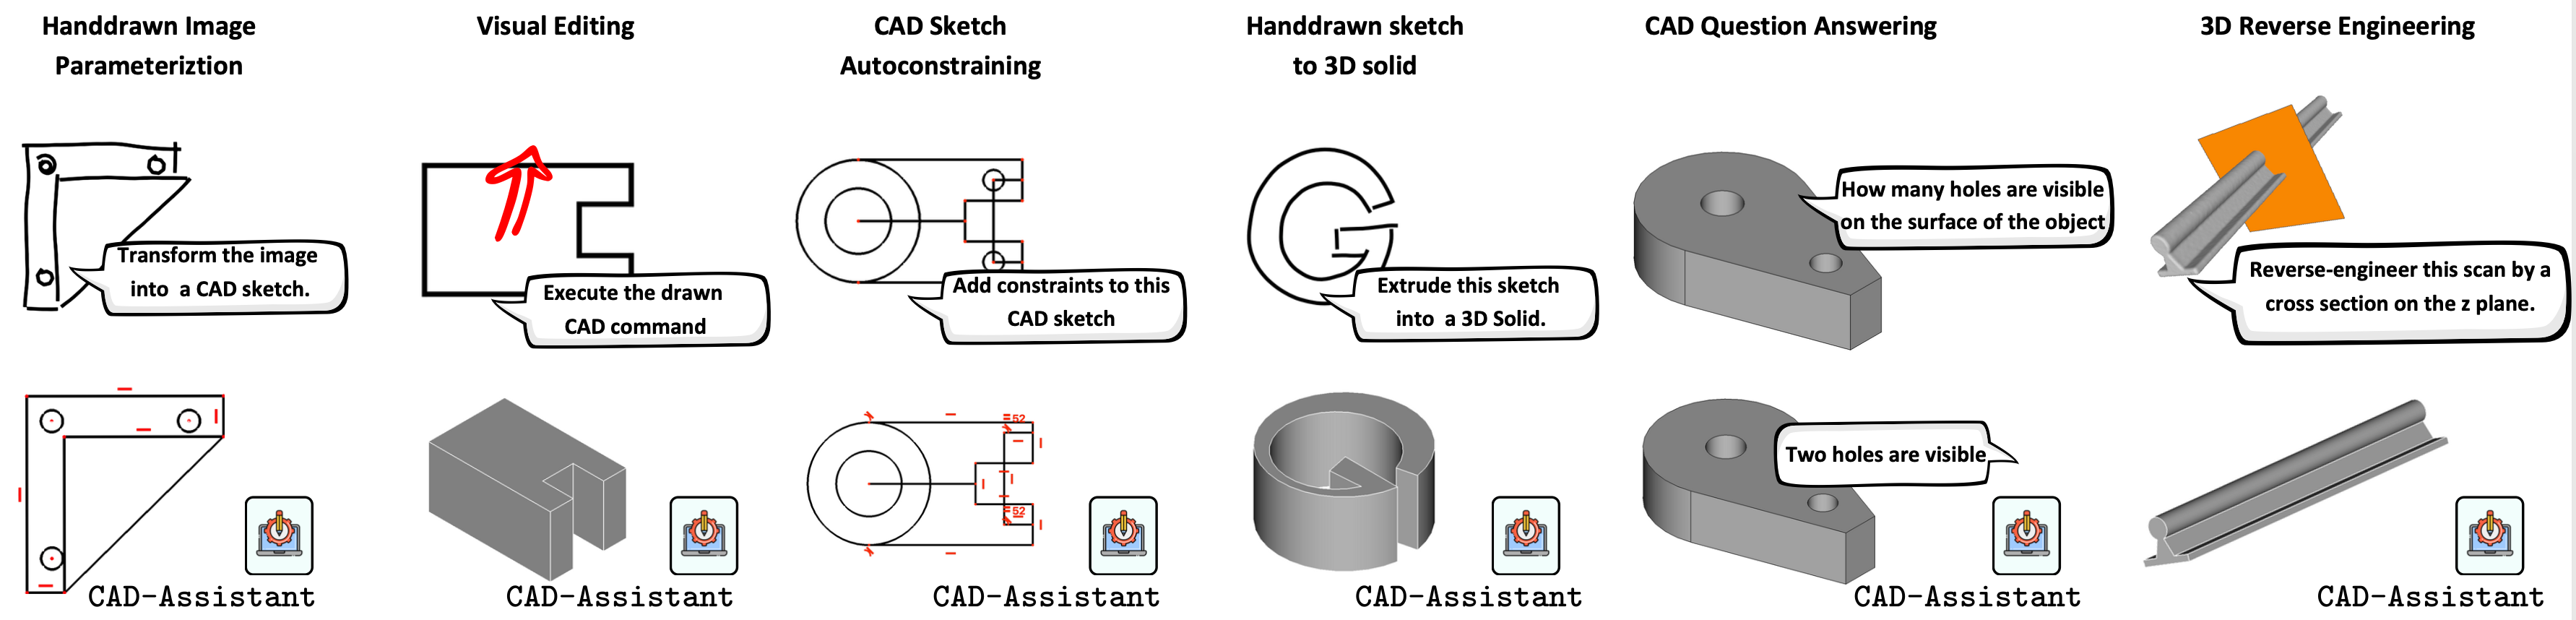 Handdrawn Image
Parameteriztion
Visual Editing
CAD Sketch
Autoconstraining
Handdrawn sketch
to 3D solid
CAD Question Answering
3D Reverse Engineering
Transform the image
into a CAD sketch.
Execute the drawn
CAD command
Add constraints to this
CAD sketch
Extrude this sketch
into a 3D Solid.
How many holes are visible
on the surface of the object
Reverse-engineer this scan by a
cross section on the z plane.
=52
=52
Two holes are visible
CAD-Assistant
CAD-Assistant
CAD-Assistant
CAD-Assistant
CAD-Assistant
CAD-Assistant